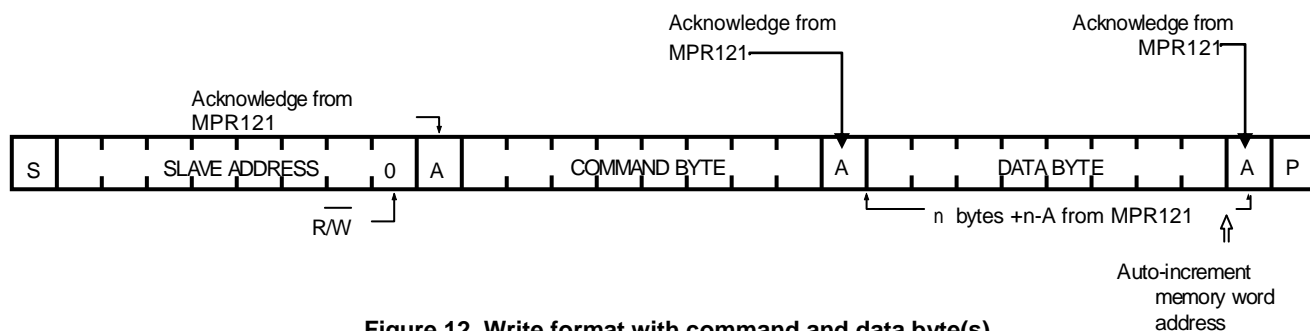 Acknowledge from
MPR121
Acknowledge from
MPR121
Acknowledge from
MPR121
S SLAVE ADDRESS 0 A COMMAND BYTE A DATA BYTE A P
R/W
n bytes +n-A from MPR121
Auto-increment
memory word
address
Figure 12. Write format with command and data byte(s)